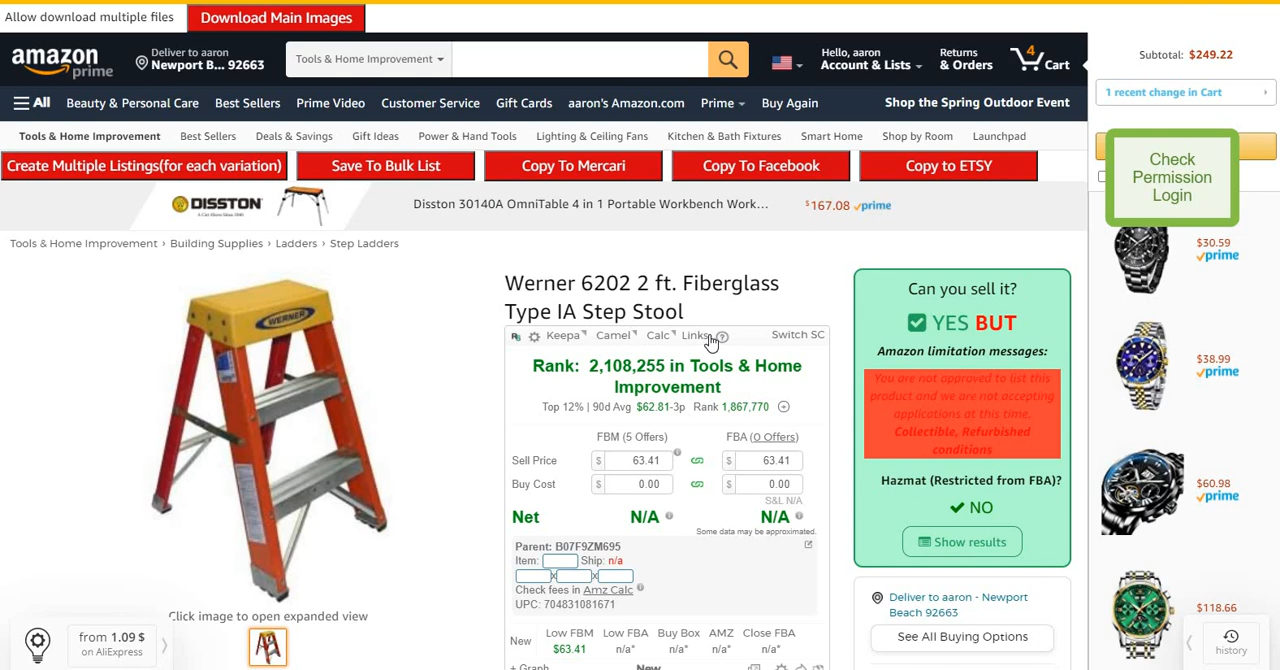 Allow download multiple files
Download Main Images
amazon prime
Deliver to aaron
Newport B... 92663
Tools & Home Improvement
Hello, aaron
Account & Lists
Returns
& Orders
4
Cart
Subtotal: $249.22
1 recent change in Cart
All
Beauty & Personal Care
Best Sellers
Prime Video
Customer Service
Gift Cards
aaron's Amazon.com
Prime
Buy Again
Shop the Spring Outdoor Event
Tools & Home Improvement
Best Sellers
Deals & Savings
Gift Ideas
Power & Hand Tools
Lighting & Ceiling Fans
Kitchen & Bath Fixtures
Smart Home
Shop by Room
Launchpad
Create Multiple Listings(for each variation)
Save To Bulk List
Copy To Mercari
Copy To Facebook
Copy to ETSY
Check
Permission
Login
DISSTON
Disston 30140A OmniTable 4 in 1 Portable Workbench Work...
$167.08 prime
Tools & Home Improvement › Building Supplies › Ladders › Step Ladders
WERNER
Click image to open expanded view
from 1.09 $
on AliExpress
Werner 6202 2 ft. Fiberglass
Type IA Step Stool
Keepa Camel Calc Links ? Switch SC
Rank: 2,108,255 in Tools & Home
Improvement
Top 12% | 90d Avg $62.81-3p Rank 1,867,770
FBM (5 Offers) FBA (0 Offers)
Sell Price $ 63.41 $ 63.41
Buy Cost $ 0.00 $ 0.00
S&L N/A
Net N/A N/A
Some data may be approximated.
Parent: B07F9ZM695
Item: Ship: n/a
x x
Check fees in Amz Calc
UPC: 704831081671
New Low FBM Low FBA Buy Box AMZ Close FBA
$63.41 n/a* n/a* n/a* n/a*
+ Graph New
Can you sell it?
YES BUT
Amazon limitation messages:
You are not approved to list this
product and we are not accepting
applications at this time.
Collectible, Refurbished
conditions
Hazmat (Restricted from FBA)?
NO
Show results
Deliver to aaron - Newport
Beach 92663
See All Buying Options
$30.59
prime
$38.99
prime
$60.98
prime
$118.66
history